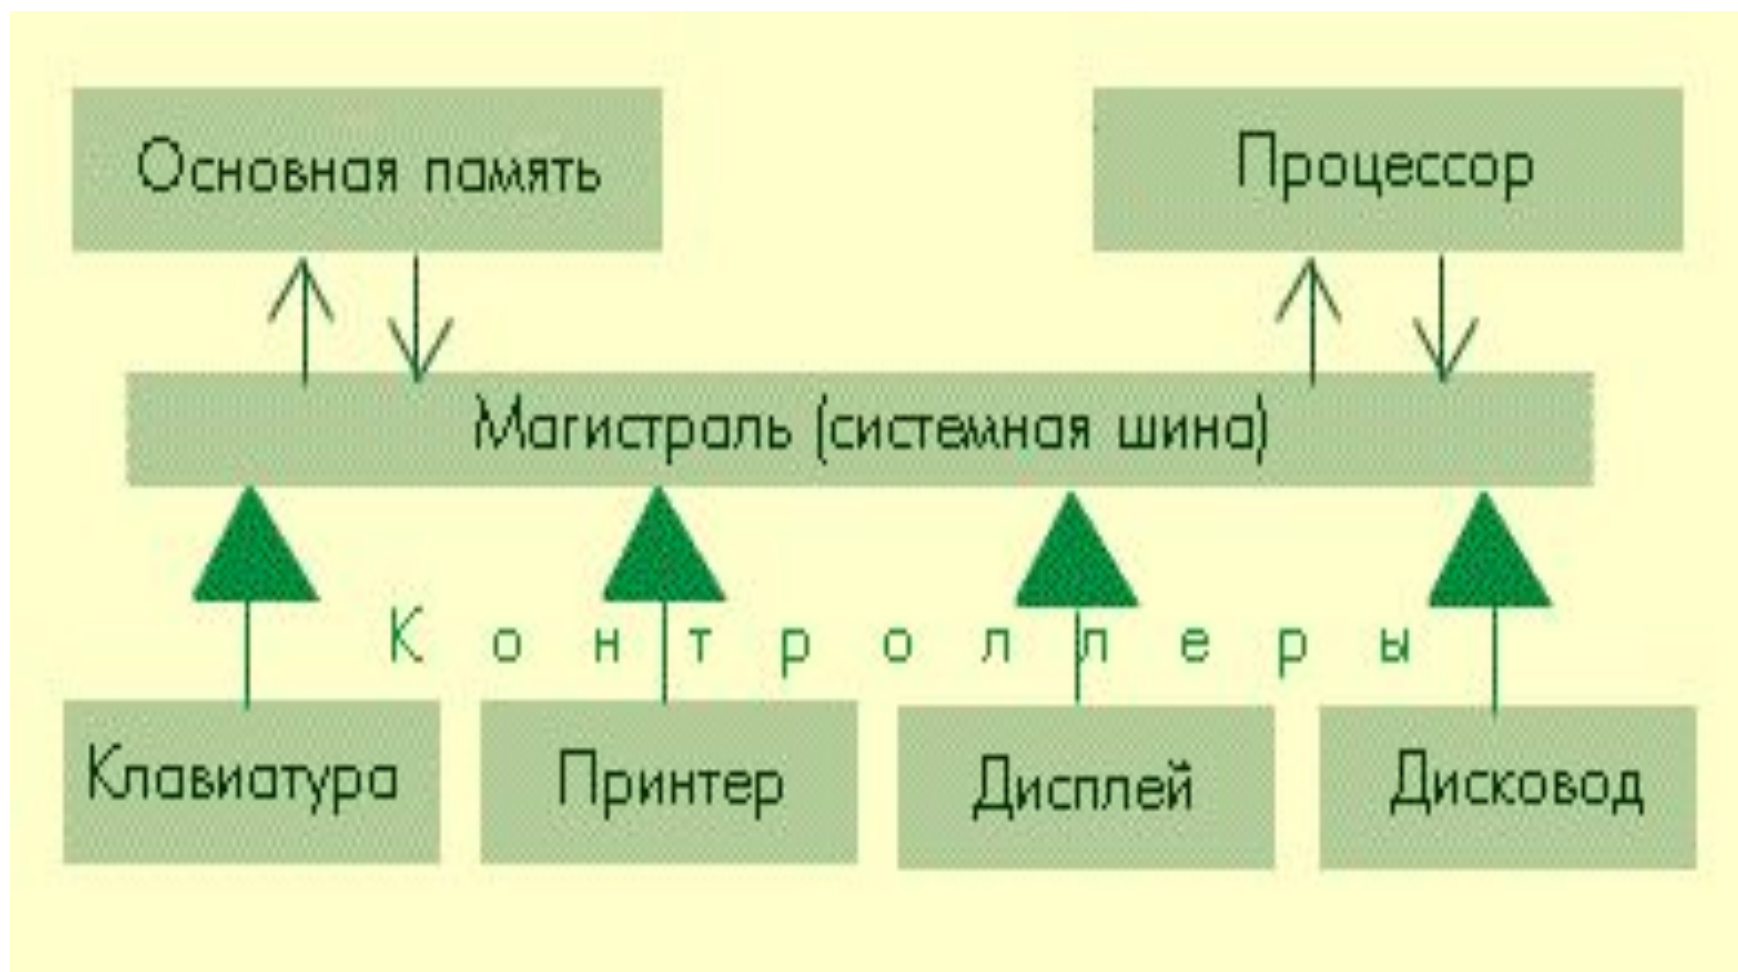 Основная память
Процессор
Магистраль (системная шина)
Контроллеры
Клавиатура
Принтер
Дисплей
Дисковод